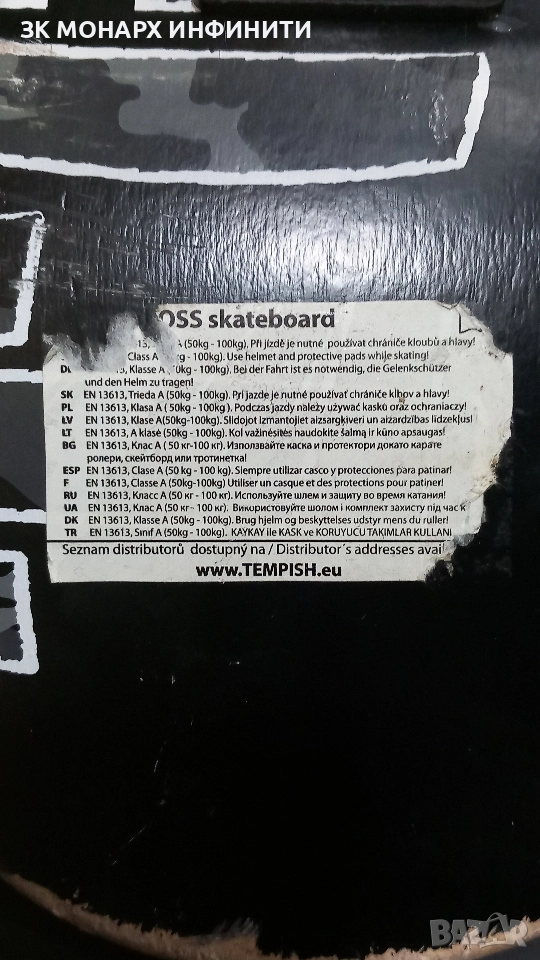 ЗК МОНАРХ ИНФИНИТИ
OSS skateboard
13, A (50kg - 100kg). Při jízdě je nutné používat chrániče kloubů a hlavy!
Class A - 100kg). Use helmet and protective pads while skating!
EN 13613, Klasse A - 100kg). Bei der Fahrt ist es notwendig, die Gelenkschützer
und den Helm zu tragen!
SK EN 13613, Trieda A (50kg - 100kg). Pri jazde je nutné používať chrániče kĺbov a hlavy!
PL EN 13613, Klasa A (50kg - 100kg ). Podczas jazdy należy używać kasku oraz ochraniaczy!
LV EN 13613, Klase A(50kg-100kg). Slidojot izmantojiet aizsargķiveri un aizardzības līdzekļus!
LT EN 13613, A klasė (50kg - 100kg). Kol važinėsitės naudokite šalmą ir kūno apsaugas!
BG EN 13613, Клас A ( 50 кг-100 кг). Използвайте каска и протектори докато карате
ролери, скейтборд или тротинетка!
ESP EN 13613, Clase A (50 kg - 100 kg). Siempre utilizar casco y protecciones para patinar!
F EN 13613, Classe A (50kg-100kg) Utiliser un casque et des protections pour patiner!
RU EN 13613, Класс A (50 кг - 100 кг). Используйте шлем и защиту во время катания!
UA EN 13613, Клас A (50 кг - 100 кг). Використовуйте шолом і комплект захисту під час к
DK EN 13613, Klasse A (50kg - 100kg). Brug hjelm og beskyttelses udstyr mens du ruller!
TR EN 13613, Sınıf A (50kg - 100kg). KAYKAY ile KASK ve KORUYUCU TAKIMLAR KULLANI
Seznam distributorů dostupný na / Distributor´s addresses avai
www.TEMPISH.eu
BAZAR